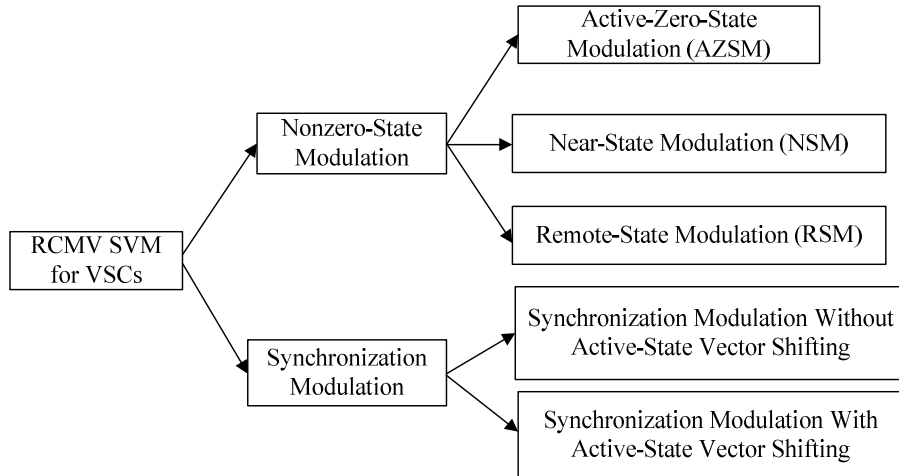 Active-Zero-State
Modulation (AZSM)
Nonzero-State
Modulation
Near-State Modulation (NSM)
RCMV SVM
for VSCs
Remote-State Modulation (RSM)
Synchronization
Modulation
Synchronization Modulation Without
Active-State Vector Shifting
Synchronization Modulation With
Active-State Vector Shifting